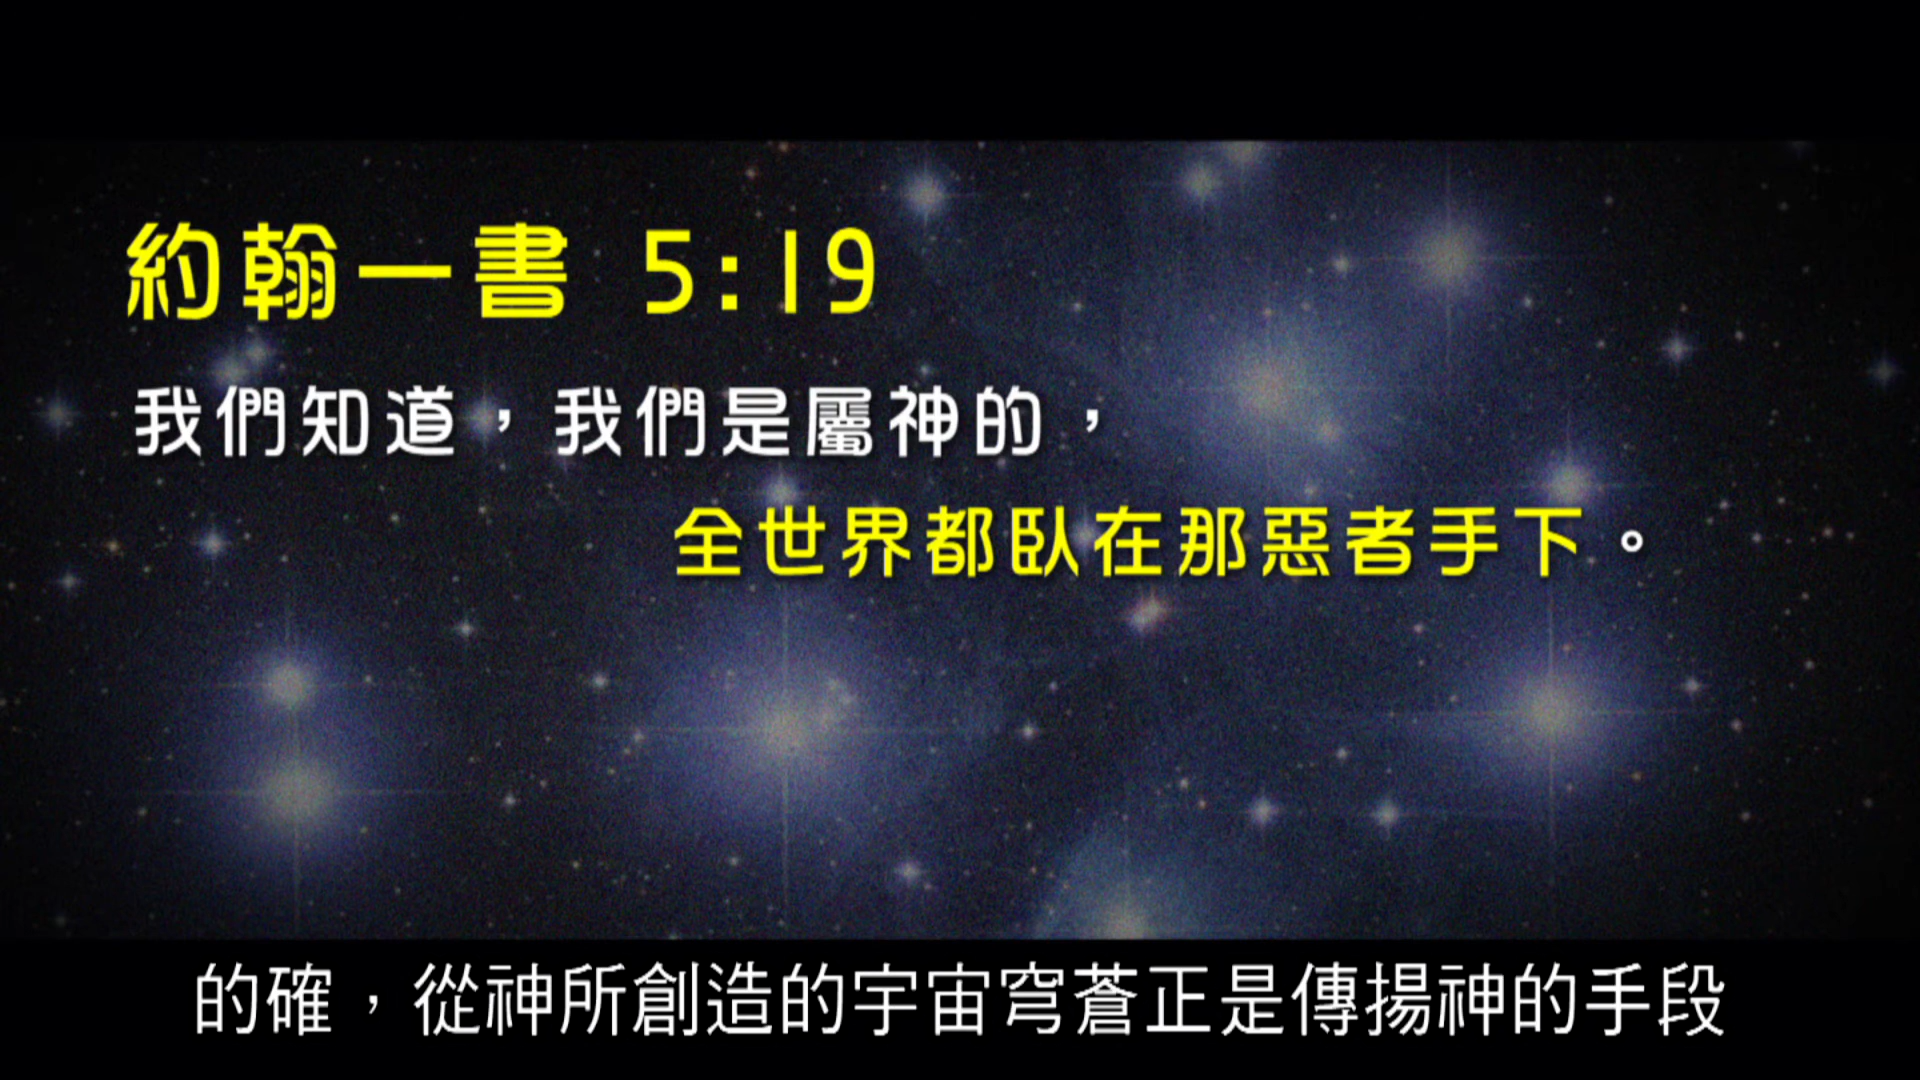 約翰一書 5:19
我們知道，我們是屬神的，
全世界都臥在那惡者手下。
的確，從神所創造的宇宙穹蒼正是傳揚神的手段